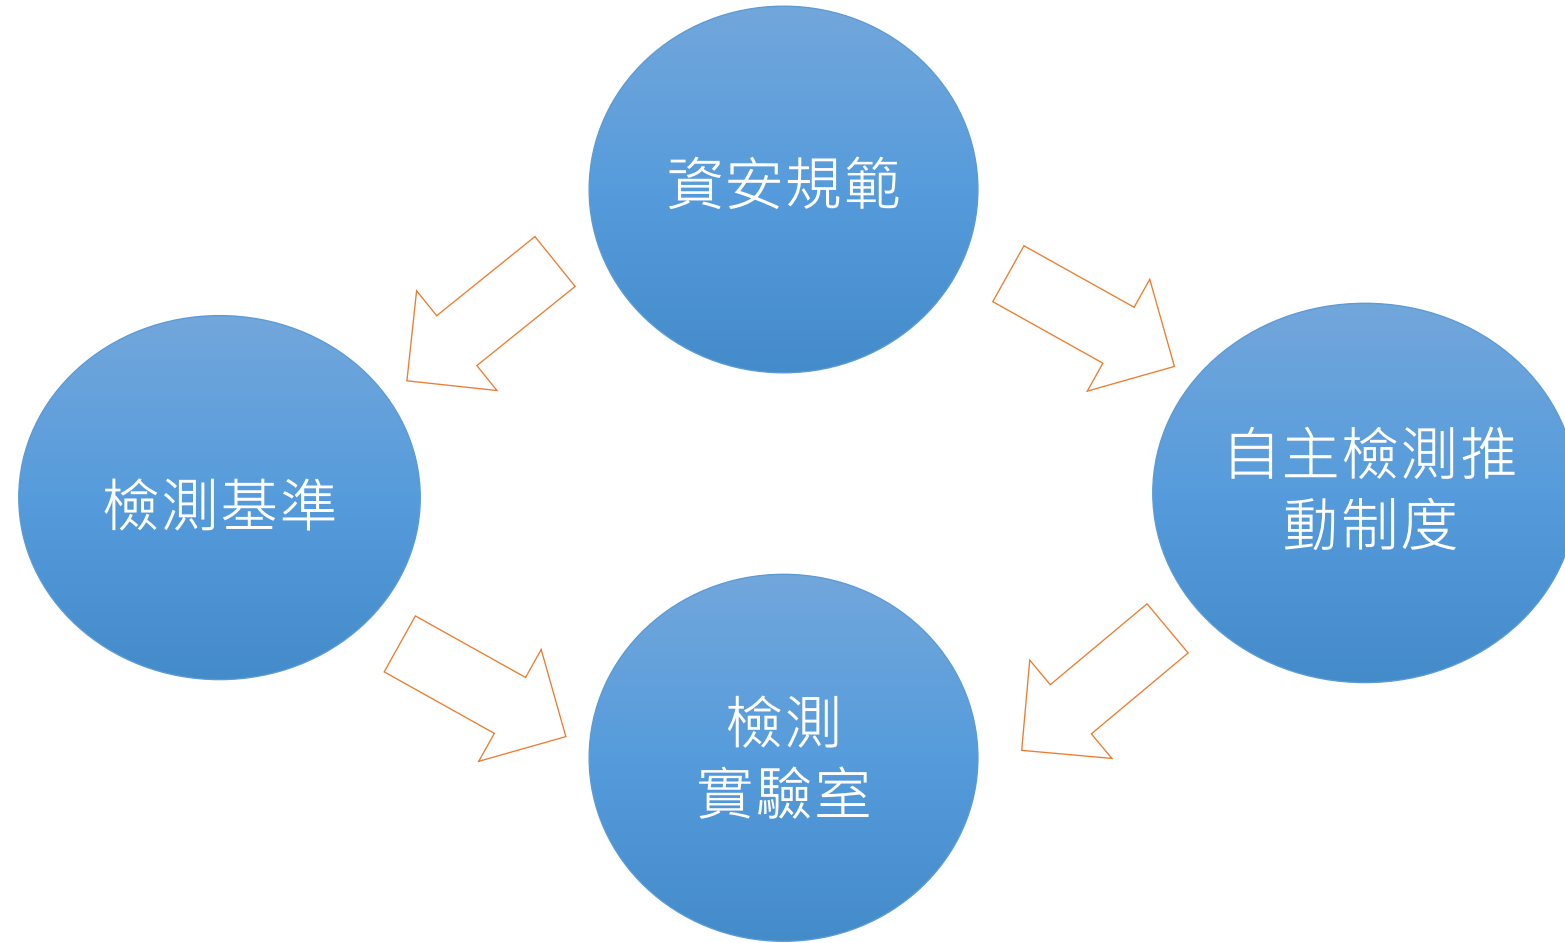 資安規範
檢測基準
自主檢測推
動制度
檢測
實驗室